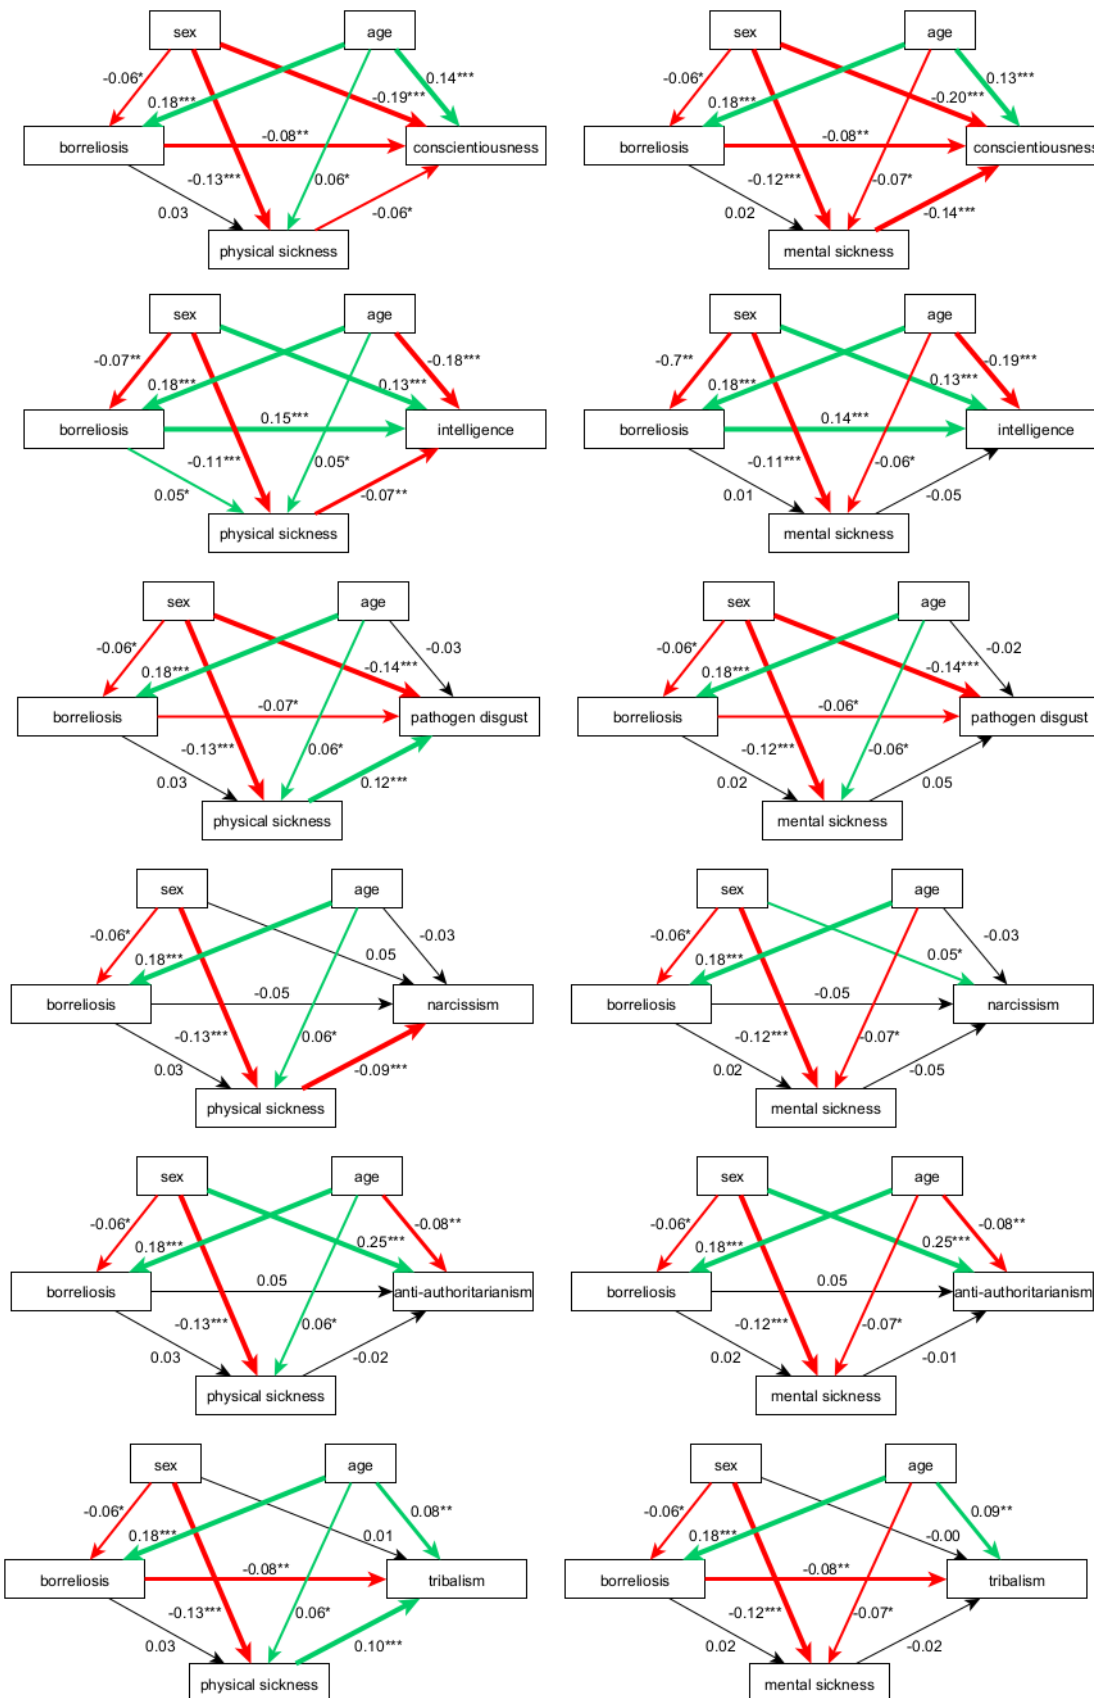 sex age sex age
-0.06* 0.14*** -0.06* 0.13***
0.18*** -0.19*** 0.18*** -0.20***
borreliosis -0.08** conscientiousness borreliosis -0.08** conscientiousness
-0.13*** 0.06* -0.06* -0.12*** -0.07*
0.03 0.02 -0.14***
physical sickness mental sickness
sex age sex age
-0.07** -0.18*** -0.7** -0.19***
0.18*** 0.13*** 0.18*** 0.13***
borreliosis 0.15*** intelligence borreliosis 0.14*** intelligence
-0.11*** 0.05* -0.11*** -0.06*
0.05* -0.07** 0.01 -0.05
physical sickness mental sickness
sex age sex age
-0.06* -0.03 -0.06* -0.02
0.18*** -0.14*** 0.18*** -0.14***
borreliosis -0.07* pathogen disgust borreliosis -0.06* pathogen disgust
-0.13*** 0.06* -0.12*** -0.06*
0.03 0.12*** 0.02 0.05
physical sickness mental sickness
sex age sex age
-0.06* -0.03 -0.06* -0.03
0.18*** 0.05 0.18*** 0.05*
borreliosis -0.05 narcissism borreliosis -0.05 narcissism
-0.13*** 0.06* -0.12*** -0.07*
0.03 -0.09*** 0.02 -0.05
physical sickness mental sickness
sex age sex age
-0.06* -0.08** -0.06* -0.08**
0.18*** 0.25*** 0.18*** 0.25***
borreliosis 0.05 anti-authoritarianism borreliosis 0.05 anti-authoritarianism
-0.13*** 0.06* -0.12*** -0.07*
0.03 -0.02 0.02 -0.01
physical sickness mental sickness
sex age sex age
-0.06* 0.08** -0.06* 0.09**
0.18*** 0.01 0.18*** -0.00
borreliosis -0.08** tribalism borreliosis -0.08** tribalism
-0.13*** 0.06* -0.12*** -0.07*
0.03 0.10*** 0.02 -0.02
physical sickness mental sickness